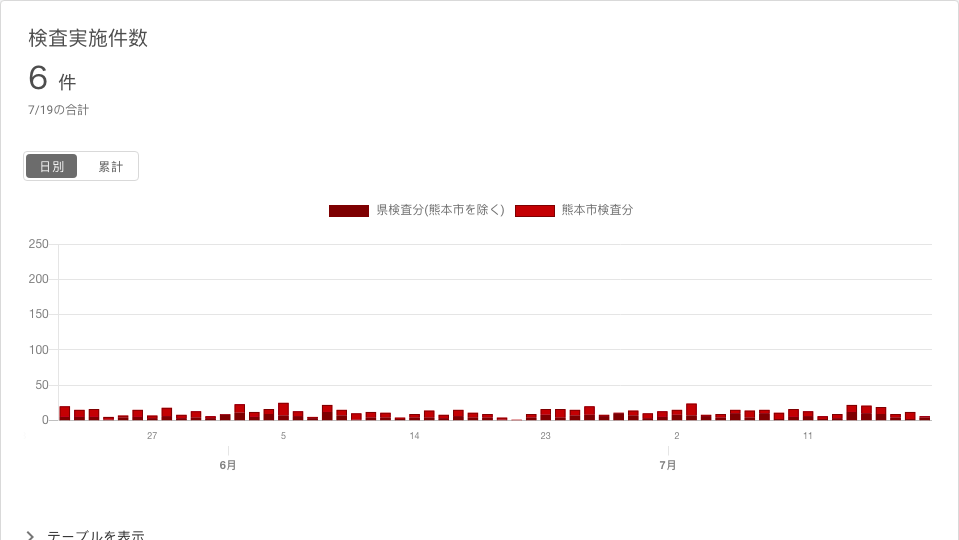 検査実施件数
6 件
7/19の合計
日別 累計
県検査分(熊本市を除く) 熊本市検査分
250
200
150
100
50
0
27 5 14 23 2 11
6月 7月
テーブルを表示